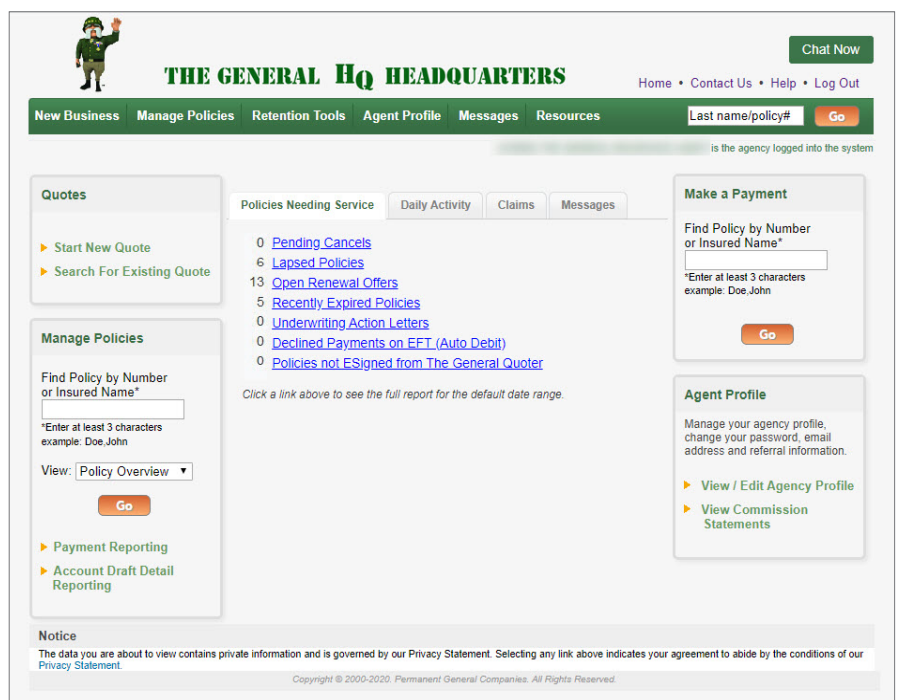 Chat Now
THE GENERAL HQ HEADQUARTERS
Home • Contact Us • Help • Log Out
New Business Manage Policies Retention Tools Agent Profile Messages Resources Last name/policy# Go
is the agency logged into the system
Quotes
Start New Quote
Search For Existing Quote
Manage Policies
Find Policy by Number
or Insured Name*
*Enter at least 3 characters
example: Doe,John
View: Policy Overview
Go
Payment Reporting
Account Draft Detail
Reporting
Policies Needing Service Daily Activity Claims Messages
0 Pending Cancels
6 Lapsed Policies
13 Open Renewal Offers
5 Recently Expired Policies
0 Underwriting Action Letters
0 Declined Payments on EFT (Auto Debit)
0 Policies not ESigned from The General Quoter
Click a link above to see the full report for the default date range.
Make a Payment
Find Policy by Number
or Insured Name*
*Enter at least 3 characters
example: Doe,John
Go
Agent Profile
Manage your agency profile,
change your password, email
address and referral information.
View / Edit Agency Profile
View Commission
Statements
Notice
The data you are about to view contains private information and is governed by our Privacy Statement. Selecting any link above indicates your agreement to abide by the conditions of our
Privacy Statement.
Copyright © 2000-2020. Permanent General Companies. All Rights Reserved.